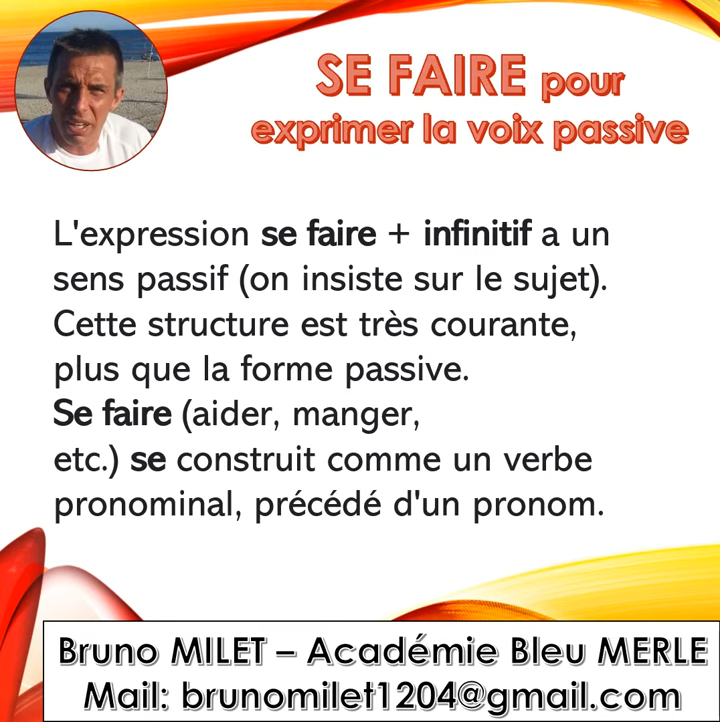 SE FAIRE pour
exprimer la voix passive
L'expression se faire + infinitif a un
sens passif (on insiste sur le sujet).
Cette structure est très courante,
plus que la forme passive.
Se faire (aider, manger,
etc.) se construit comme un verbe
pronominal, précédé d'un pronom.
Bruno MILET – Académie Bleu MERLE
Mail: brunomilet1204@gmail.com